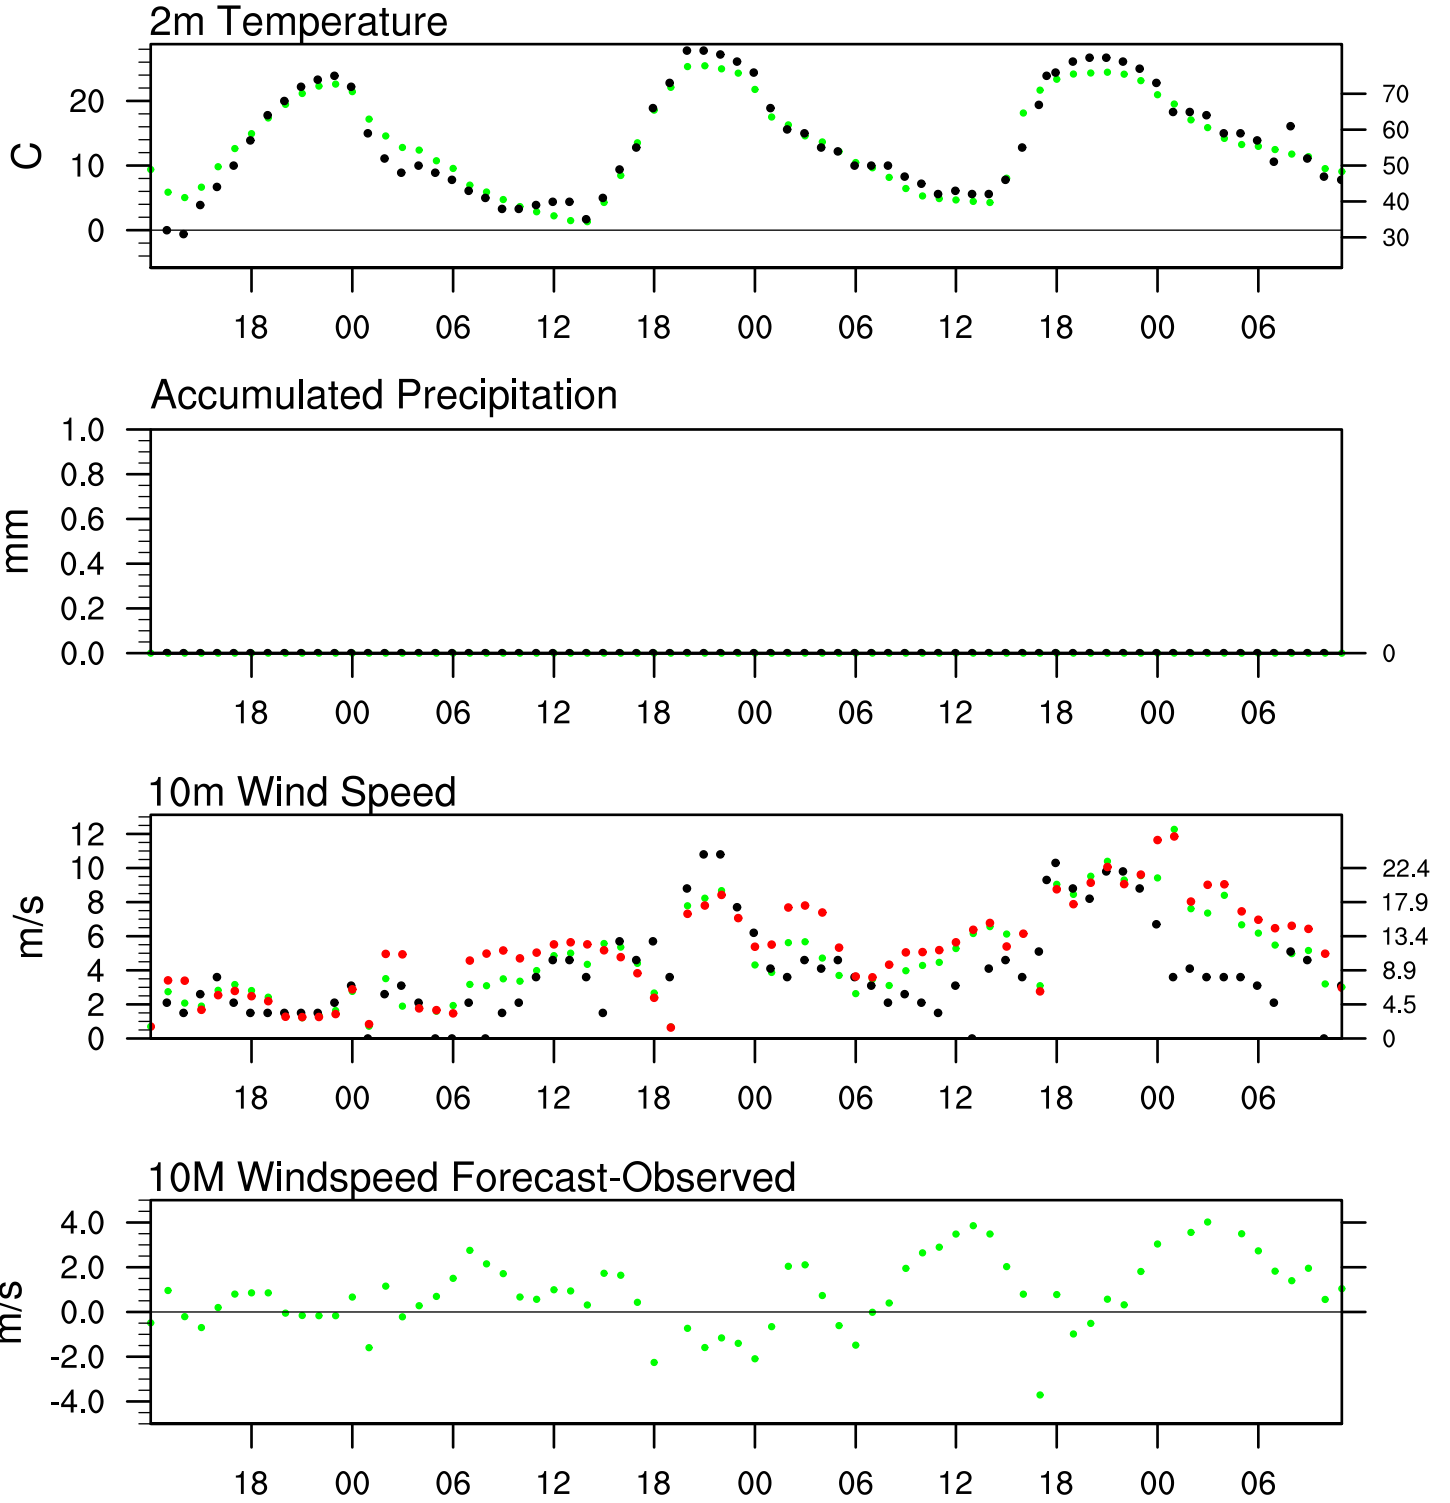 2m Temperature
C
20
10
0
70
60
50
40
30
18 00 06 12 18 00 06 12 18 00 06
Accumulated Precipitation
mm
1.0
0.8
0.6
0.4
0.2
0.0
0
18 00 06 12 18 00 06 12 18 00 06
10m Wind Speed
m/s
12
10
8
6
4
2
0
22.4
17.9
13.4
8.9
4.5
0
18 00 06 12 18 00 06 12 18 00 06
10M Windspeed Forecast-Observed
m/s
4.0
2.0
0.0
-2.0
-4.0
18 00 06 12 18 00 06 12 18 00 06